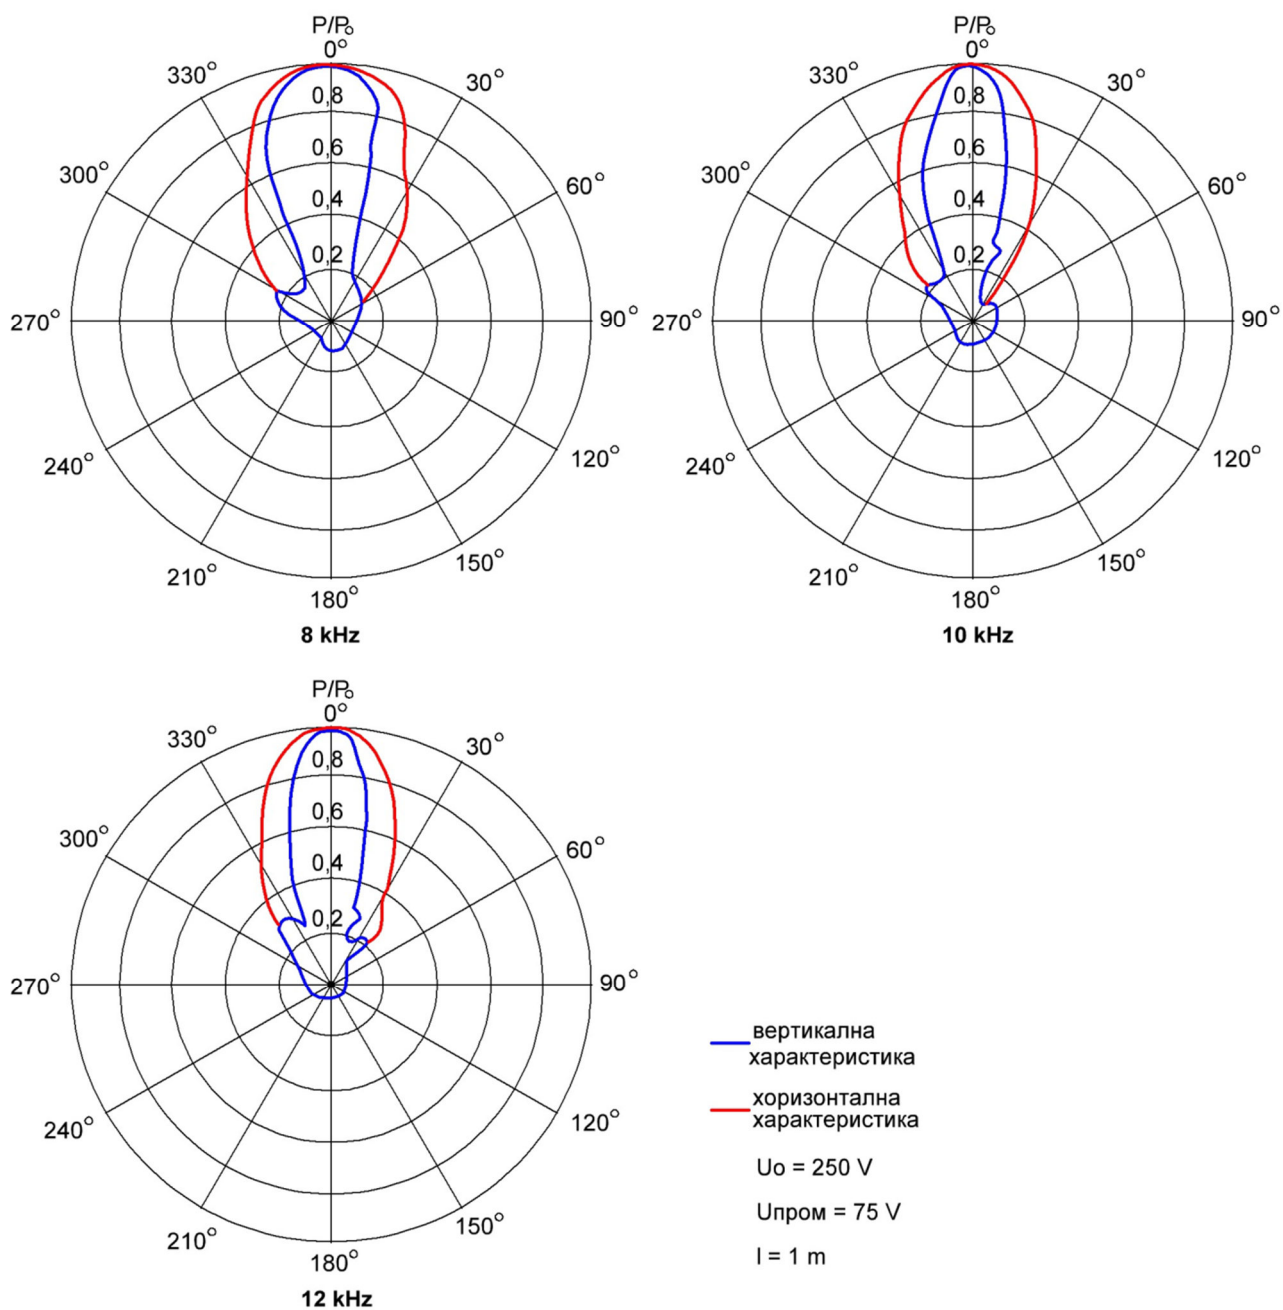 P/P₀
0°
330° 30°
0,8
300° 0,6 60°
0,4
0,2
270° 90°
240° 120°
210° 150°
180°
8 kHz
P/P₀
0°
330° 30°
0,8
300° 0,6 60°
0,4
0,2
270° 90°
240° 120°
210° 150°
180°
10 kHz
P/P₀
0°
330° 30°
0,8
300° 0,6 60°
0,4
0,2
270° 90°
240° 120°
210° 150°
180°
12 kHz
вертикална
характеристика
хоризонтална
характеристика
Uo = 250 V
Uпром = 75 V
l = 1 m